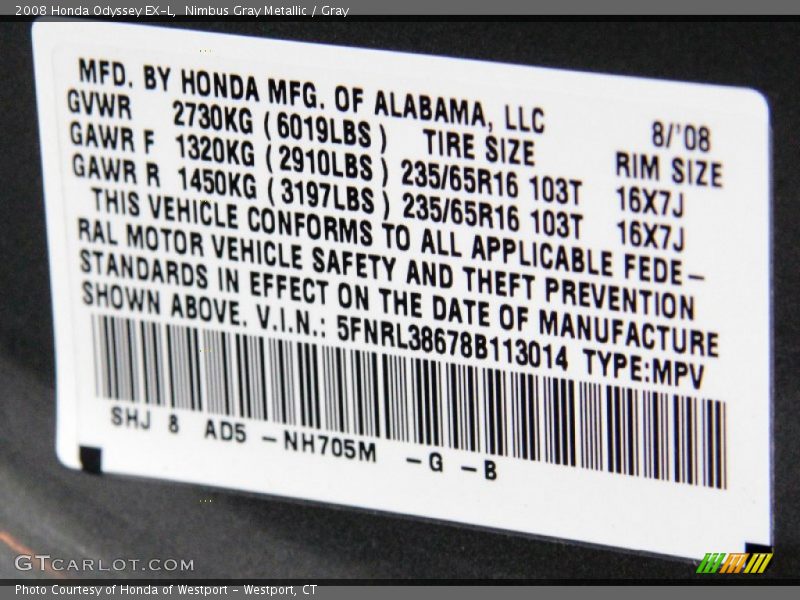 2008 Honda Odyssey EX-L, Nimbus Gray Metallic / Gray
MFD. BY HONDA MFG. OF ALABAMA, LLC 8/'08
GVWR 2730KG (6019LBS) TIRE SIZE RIM SIZE
GAWR F 1320KG (2910LBS) 235/65R16 103T 16X7J
GAWR R 1450KG (3197LBS) 235/65R16 103T 16X7J
THIS VEHICLE CONFORMS TO ALL APPLICABLE FEDE-
RAL MOTOR VEHICLE SAFETY AND THEFT PREVENTION
STANDARDS IN EFFECT ON THE DATE OF MANUFACTURE
SHOWN ABOVE. V.I.N.: 5FNRL38678B113014 TYPE:MPV
SHJ 8 AD5 -NH705M -G -B
GTCARLOT.COM
Photo Courtesy of Honda of Westport - Westport, CT